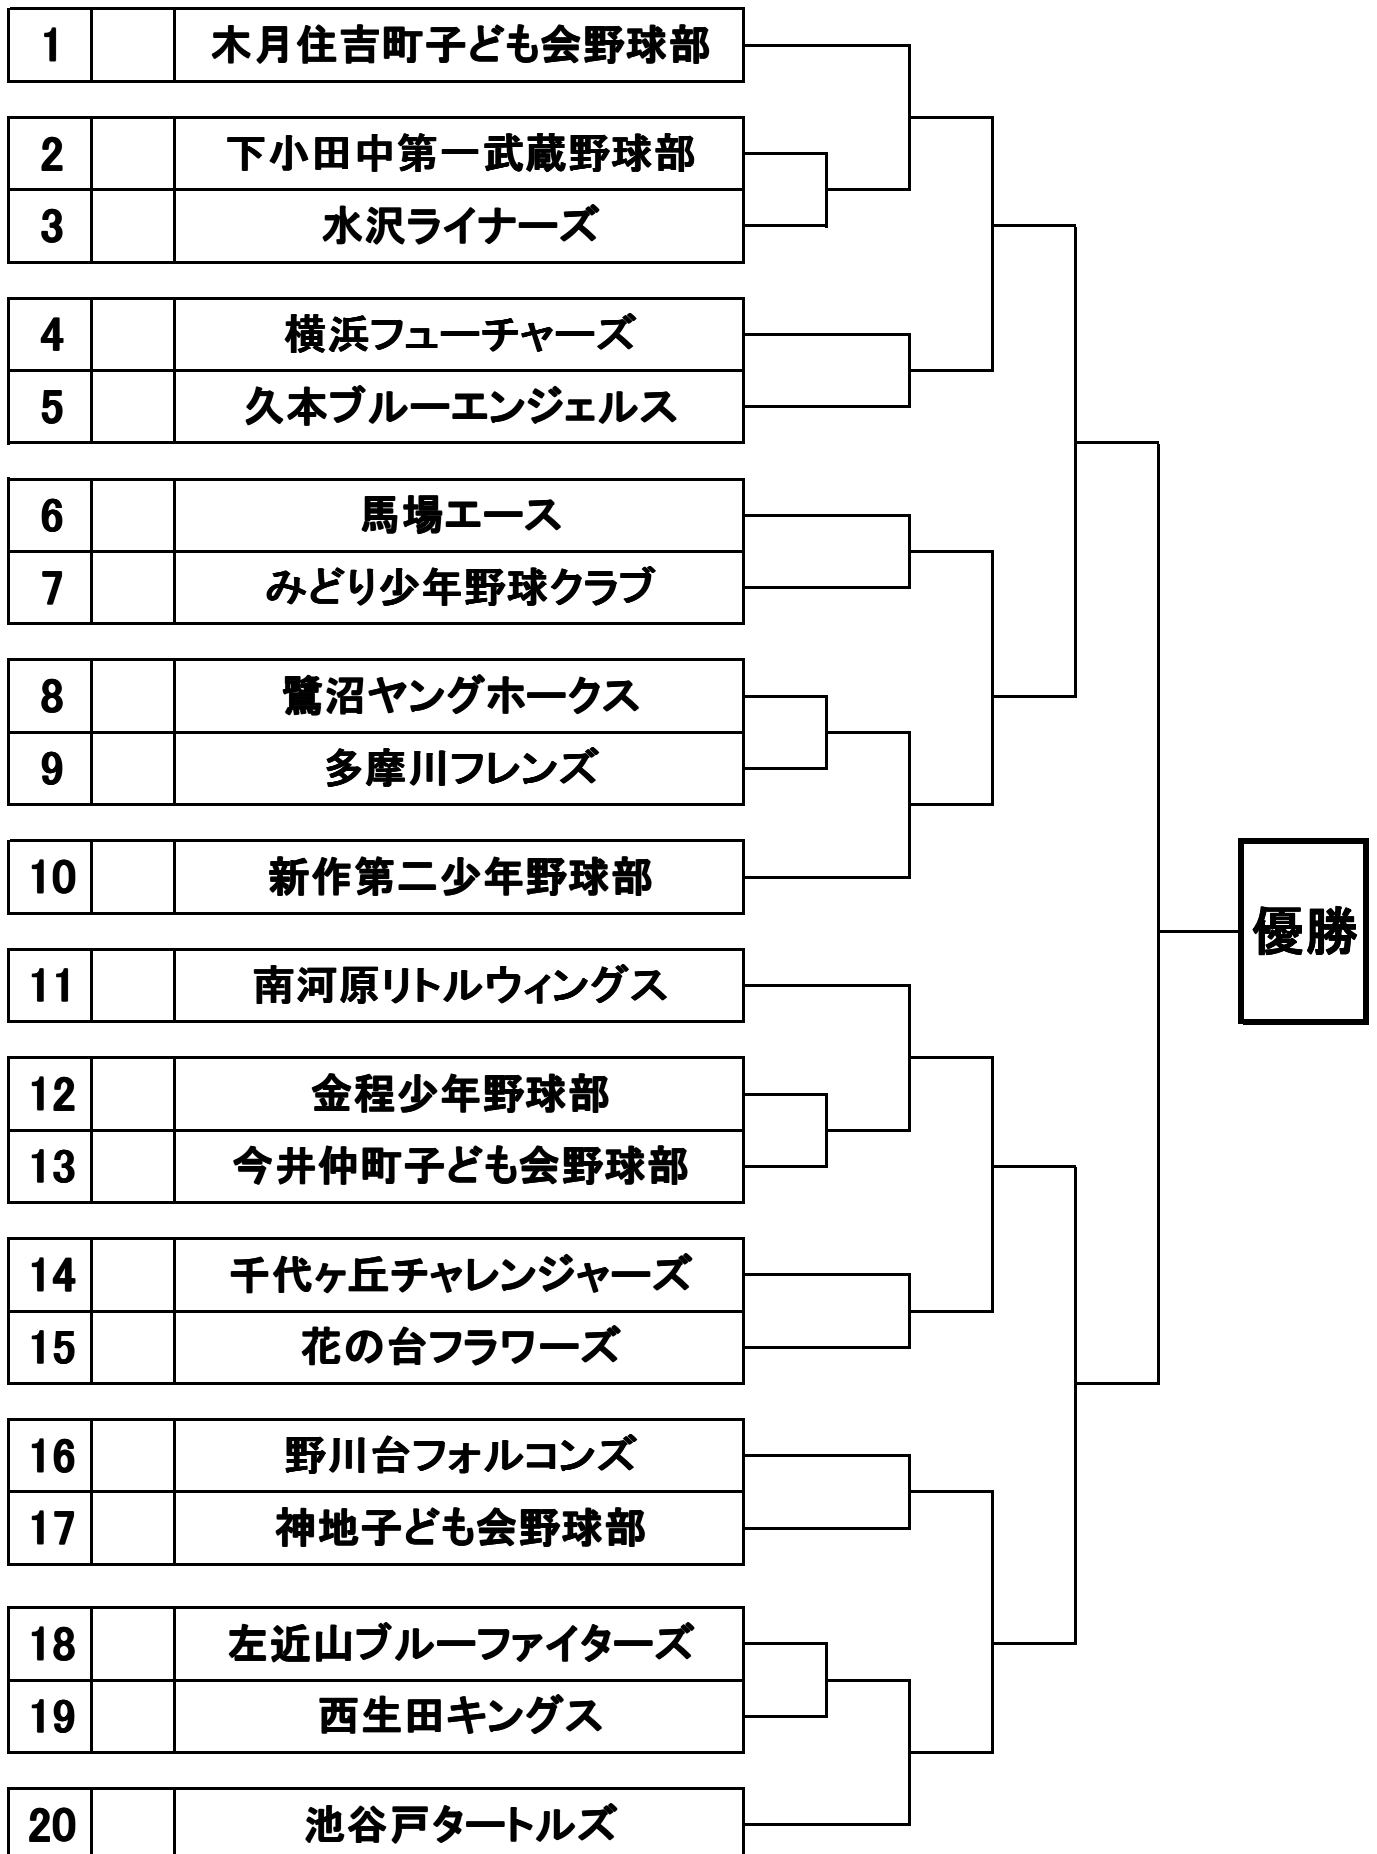 1 木月住吉町子ども会野球部
2 下小田中第一武蔵野球部
3 水沢ライナーズ
4 横浜フューチャーズ
5 久本ブルーエンジェルス
6 馬場エース
7 みどり少年野球クラブ
8 鷺沼ヤングホークス
9 多摩川フレンズ
10 新作第二少年野球部
優勝
11 南河原リトルウィングス
12 金程少年野球部
13 今井仲町子ども会野球部
14 千代ヶ丘チャレンジャーズ
15 花の台フラワーズ
16 野川台フォルコンズ
17 神地子ども会野球部
18 左近山ブルーファイターズ
19 西生田キングス
20 池谷戸タートルズ